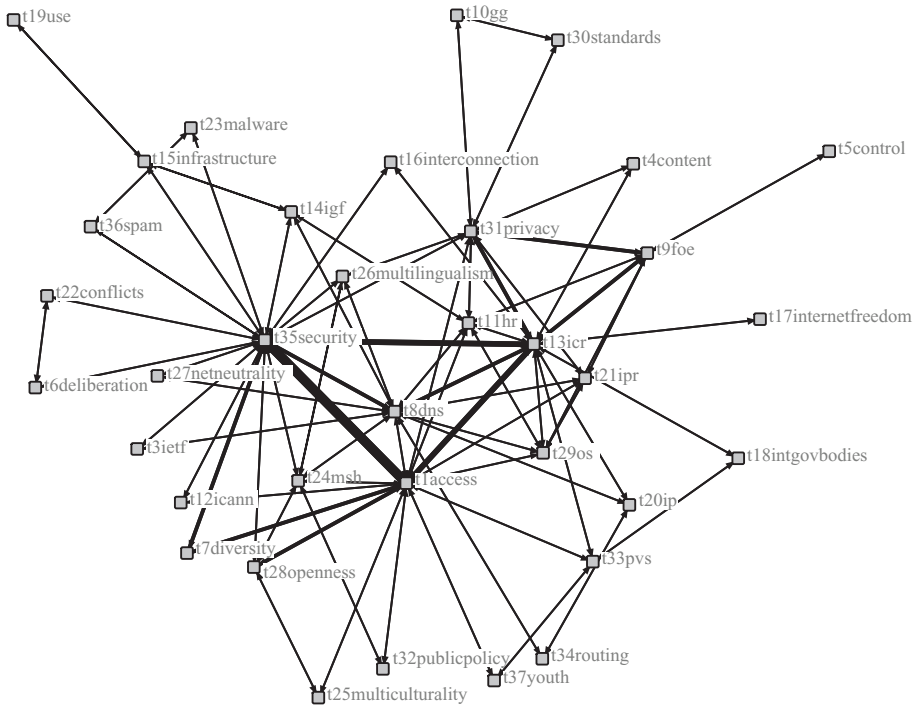 t19use
t10gg
t30standards
t23malware
t15infrastructure
t16interconnection
t4content
t5control
t14igf
t36spam
t31privacy
t9foe
t26multilingualism
t22conflicts
t11hr
t17internetfreedom
t35security
t13icr
t27netneutrality
t21ipr
t6deliberation
t8dns
t3ietf
t29os
t18intgovbodies
t24msh
t1access
t12icann
t20ip
t7diversity
t33pvs
t28openness
t32publicpolicy
t34routing
t37youth
t25multiculturality